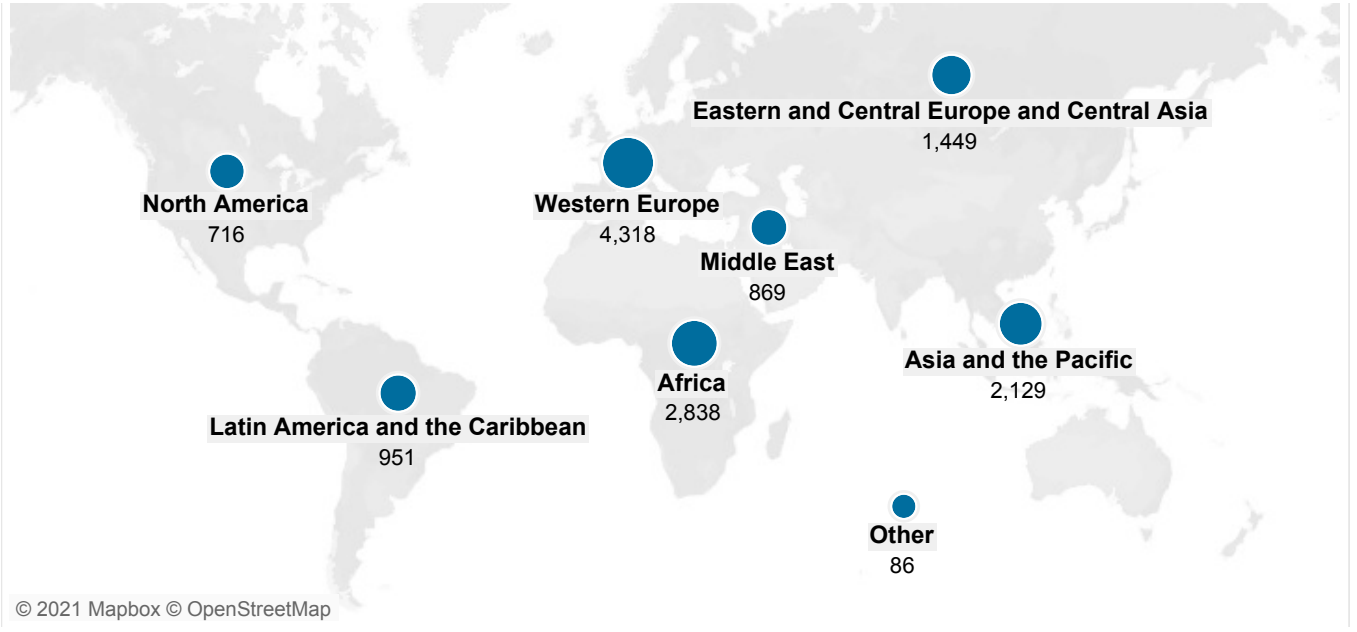 Eastern and Central Europe and Central Asia
1,449
North America
716
Western Europe
4,318
Middle East
869
Asia and the Pacific
2,129
Africa
2,838
Latin America and the Caribbean
951
Other
86
© 2021 Mapbox © OpenStreetMap